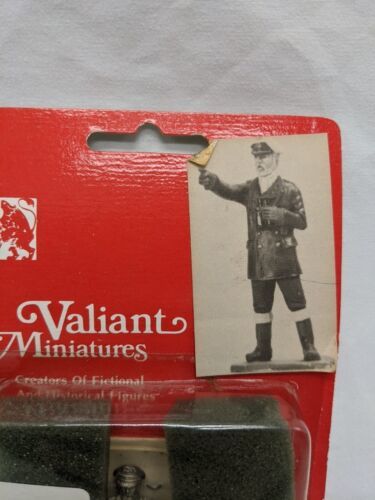 Valiant
Miniatures
Creators Of Fictional
And Historical Figures